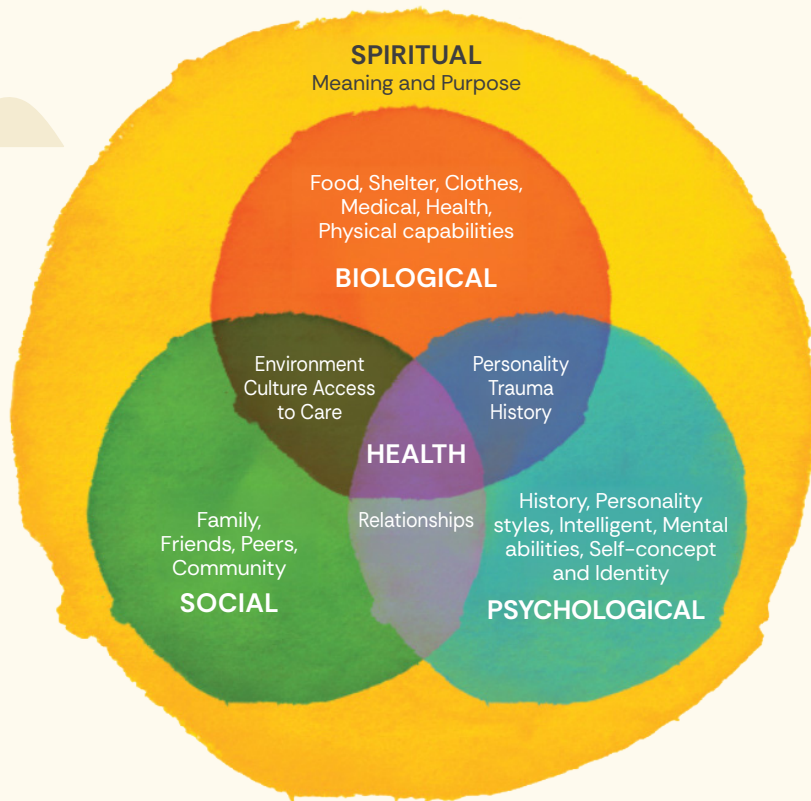 SPIRITUAL
Meaning and Purpose
Food, Shelter, Clothes,
Medical, Health,
Physical capabilities
BIOLOGICAL
Environment
Culture Access
to Care
Personality
Trauma
History
HEALTH
Relationships
Family,
Friends, Peers,
Community
SOCIAL
History, Personality
styles, Intelligent, Mental
abilities, Self-concept
and Identity
PSYCHOLOGICAL